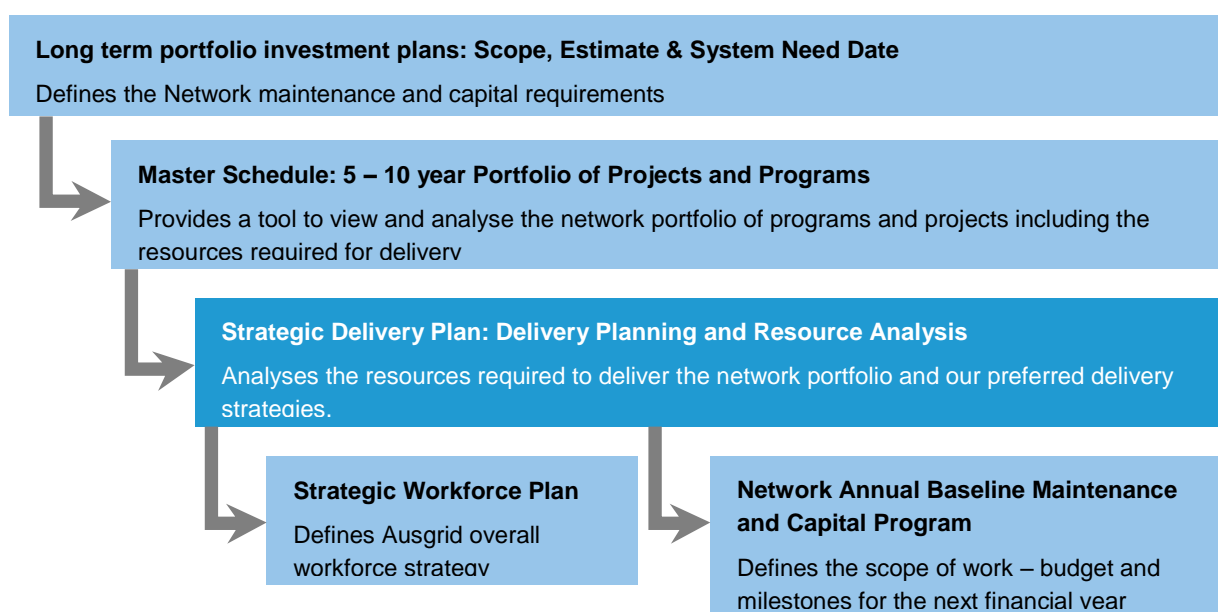 Long term portfolio investment plans: Scope, Estimate & System Need Date
Defines the Network maintenance and capital requirements
Master Schedule: 5 – 10 year Portfolio of Projects and Programs
Provides a tool to view and analyse the network portfolio of programs and projects including the
resources required for delivery
Strategic Delivery Plan: Delivery Planning and Resource Analysis
Analyses the resources required to deliver the network portfolio and our preferred delivery
strategies.
Strategic Workforce Plan
Defines Ausgrid overall
workforce strategy
Network Annual Baseline Maintenance
and Capital Program
Defines the scope of work – budget and
milestones for the next financial year